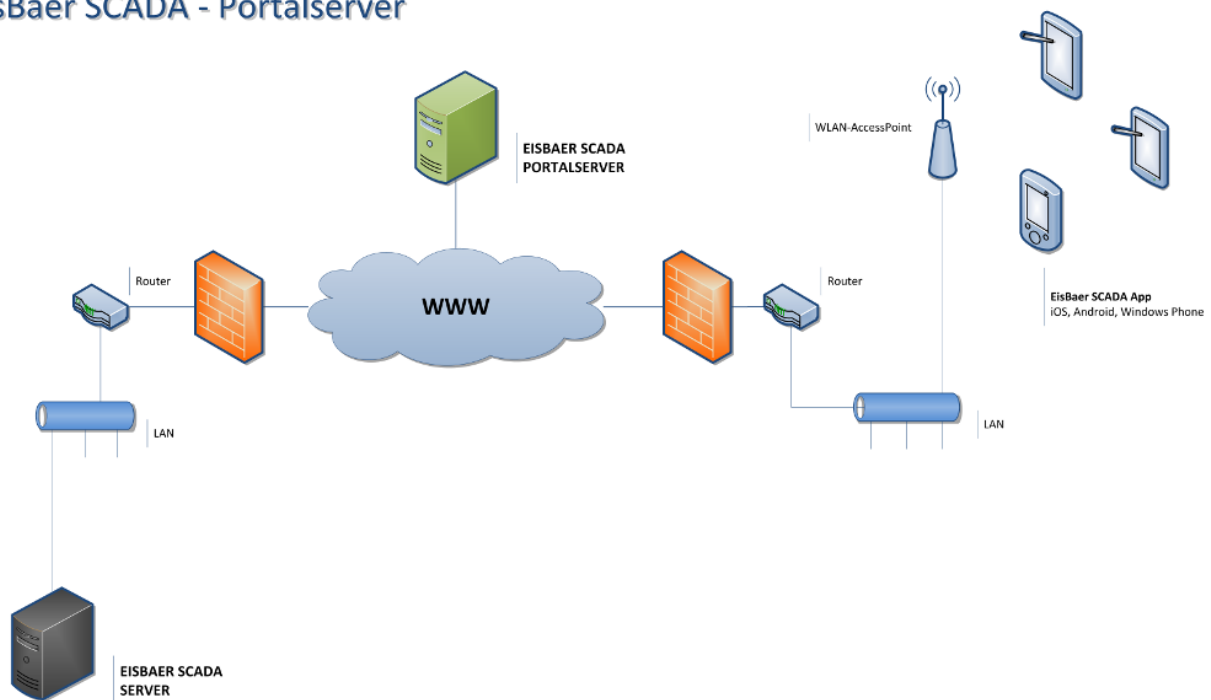 sBaer SCADA - Portalserver
EISBAER SCADA
PORTALSERVER
WLAN-AccessPoint
Router
WWW
Router
EisBaer SCADA App
iOS, Android, Windows Phone
LAN
LAN
EISBAER SCADA
SERVER